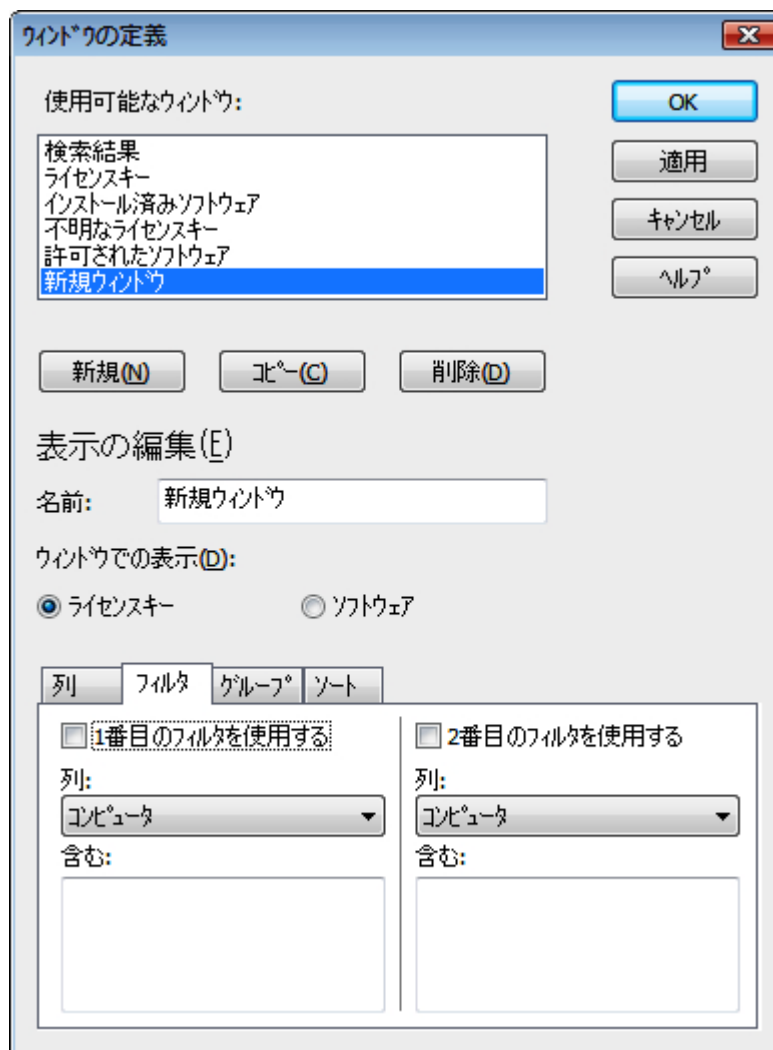 ウィンドウの定義
使用可能なウィンドウ:
OK
検索結果
ライセンスキー
インストール済みソフトウェア
不明なライセンスキー
許可されたソフトウェア
新規ウィンドウ
適用
キャンセル
ヘルプ
新規(N) コピー(C) 削除(D)
表示の編集(E)
名前: 新規ウィンドウ
ウィンドウでの表示(D):
ライセンスキー ソフトウェア
列 フィルタ グループ ソート
1番目のフィルタを使用する 2番目のフィルタを使用する
列: 列:
コンピュータ コンピュータ
含む: 含む: